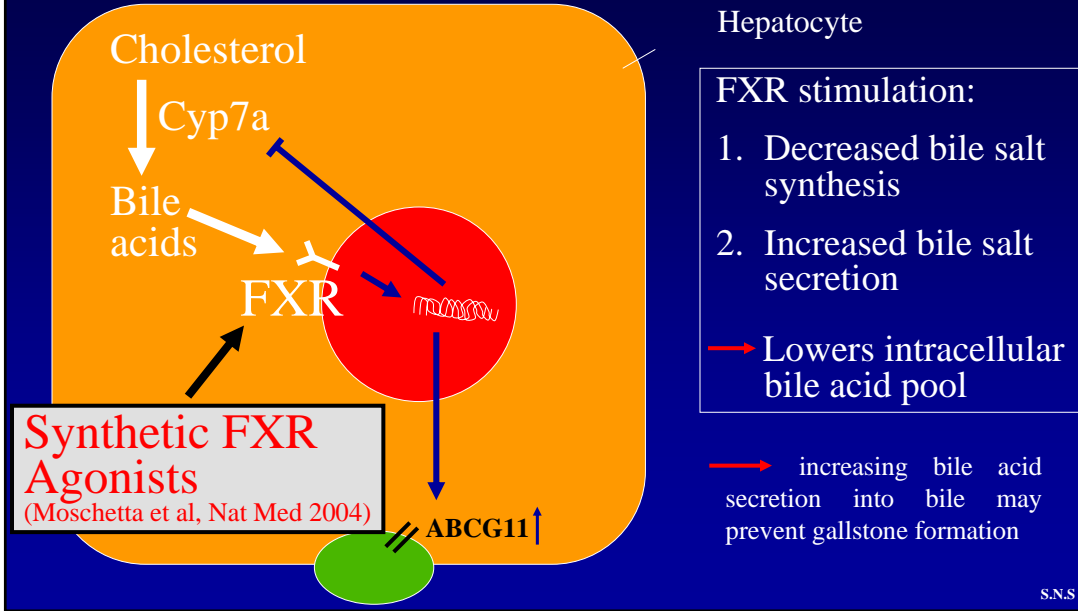 Cholesterol
Cyp7a
Bile
acids
FXR
Synthetic FXR
Agonists
(Moschetta et al, Nat Med 2004)
ABCG11
Hepatocyte
FXR stimulation:
1. Decreased bile salt
synthesis
2. Increased bile salt
secretion
Lowers intracellular
bile acid pool
increasing bile acid
secretion into bile may
prevent gallstone formation
S.N.S